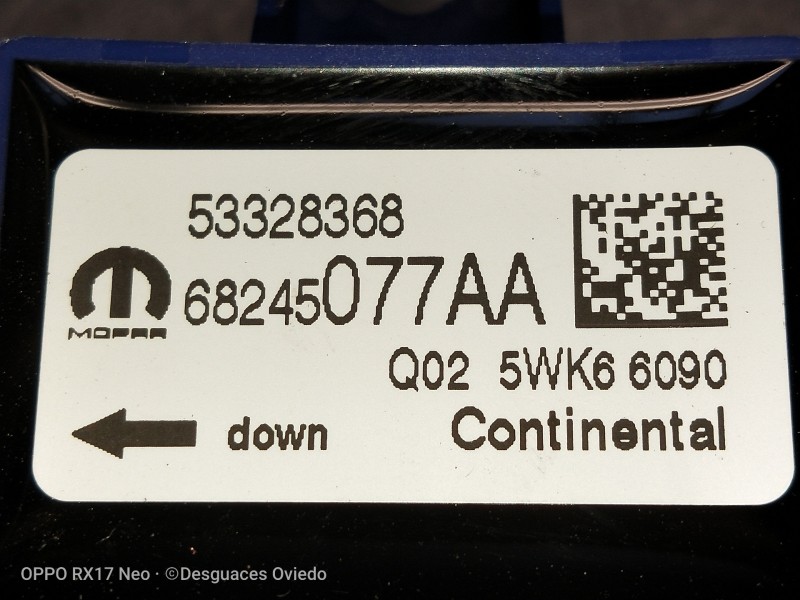 53328368
MOPAR
68245077AA
Q02 5WK6 6090
down
Continental
OPPO RX17 Neo · ©Desguaces Oviedo